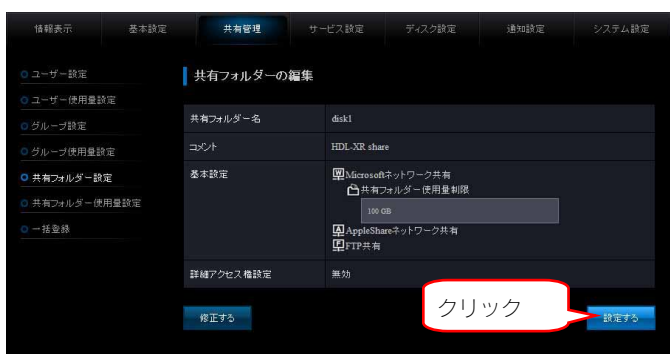 情報表示 基本設定 共有管理 サービス設定 ディスク設定 通知設定 システム設定
ユーザー設定
ユーザー使用量設定
グループ設定
グループ使用量設定
共有フォルダー設定
共有フォルダー使用量設定
一括登録
共有フォルダーの編集
共有フォルダー名 disk1
コメント HDL-XR share
基本設定 W Microsoftネットワーク共有
共有フォルダー使用量制限
100 GB
A AppleShareネットワーク共有
F FTP共有
詳細アクセス権設定 無効
クリック
修正する 設定する